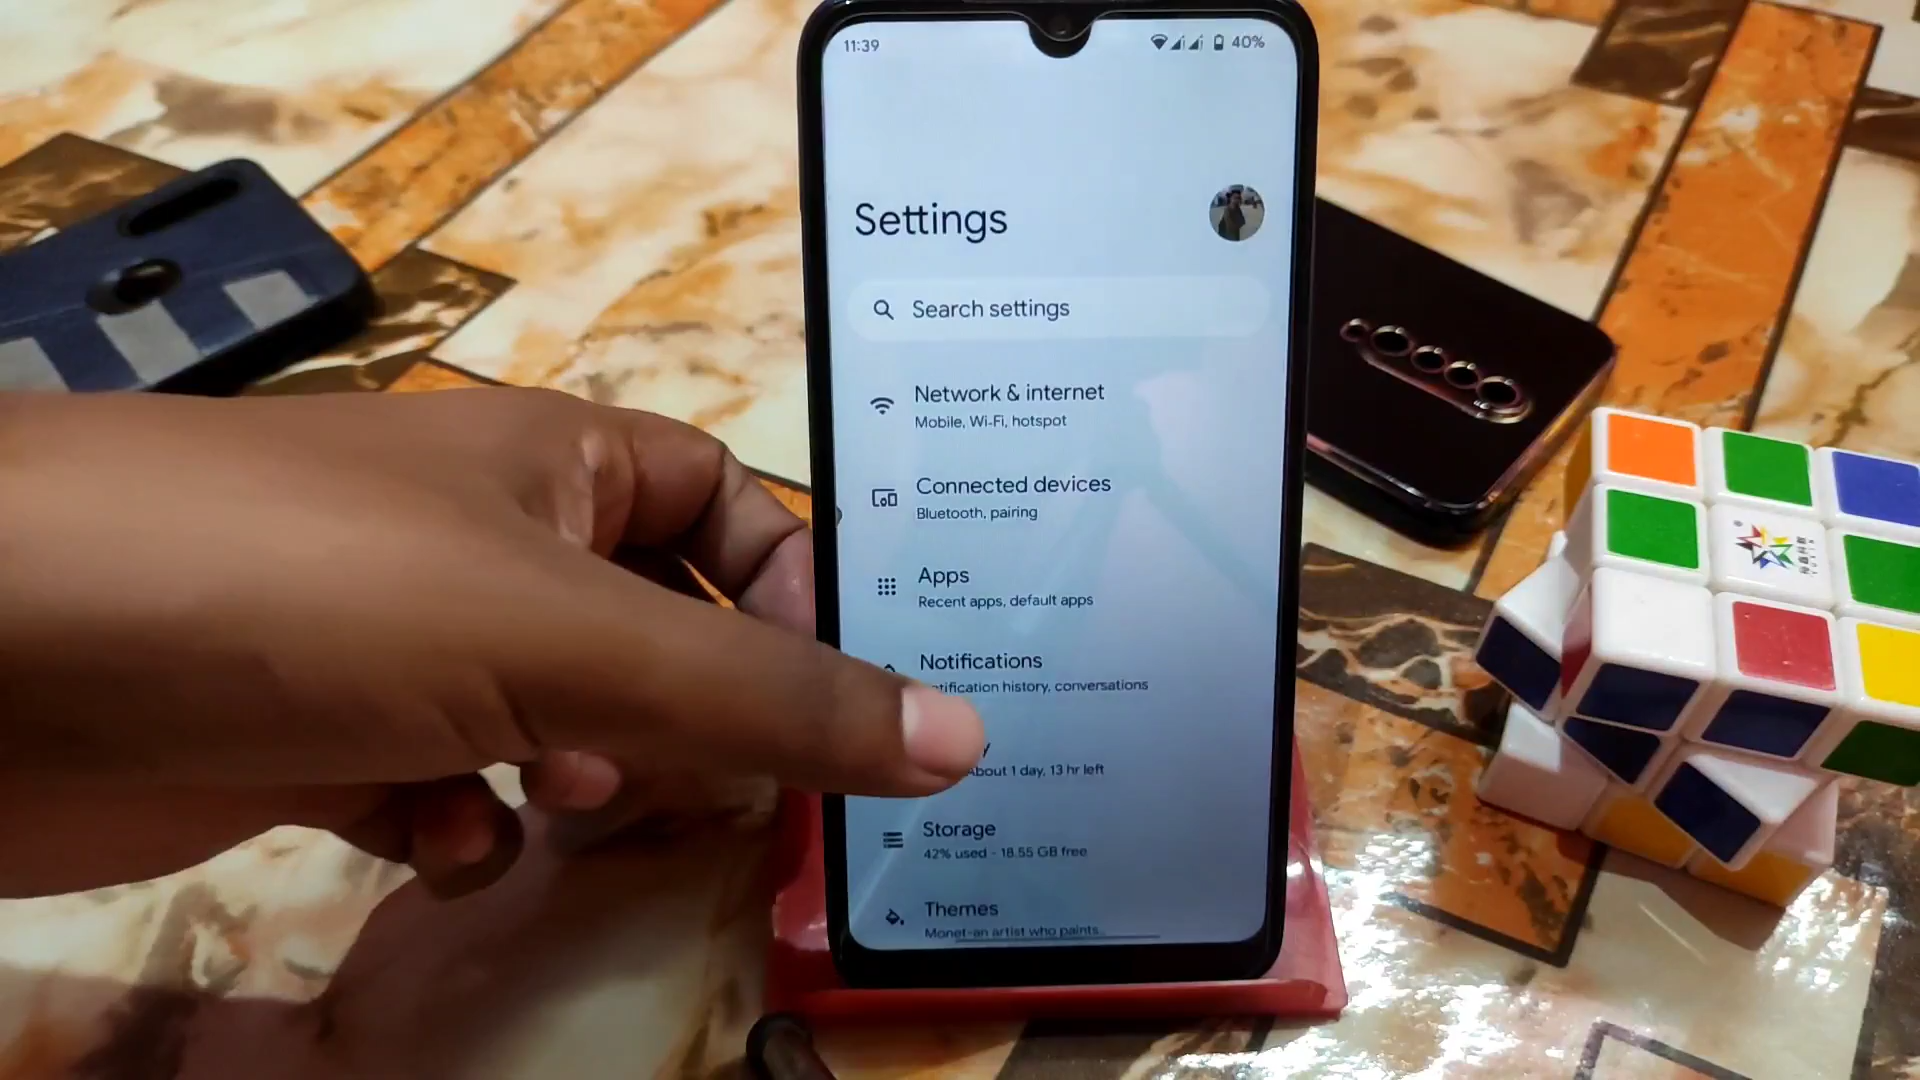 11:39
40%
Settings
Search settings
Network & internet
Mobile, Wi-Fi, hotspot
Connected devices
Bluetooth, pairing
Apps
Recent apps, default apps
Notifications
history, conversations
About 1 day, 13 hr left
Storage
42% used - 18.55 GB free
Themes
Monet-an artist who paints..